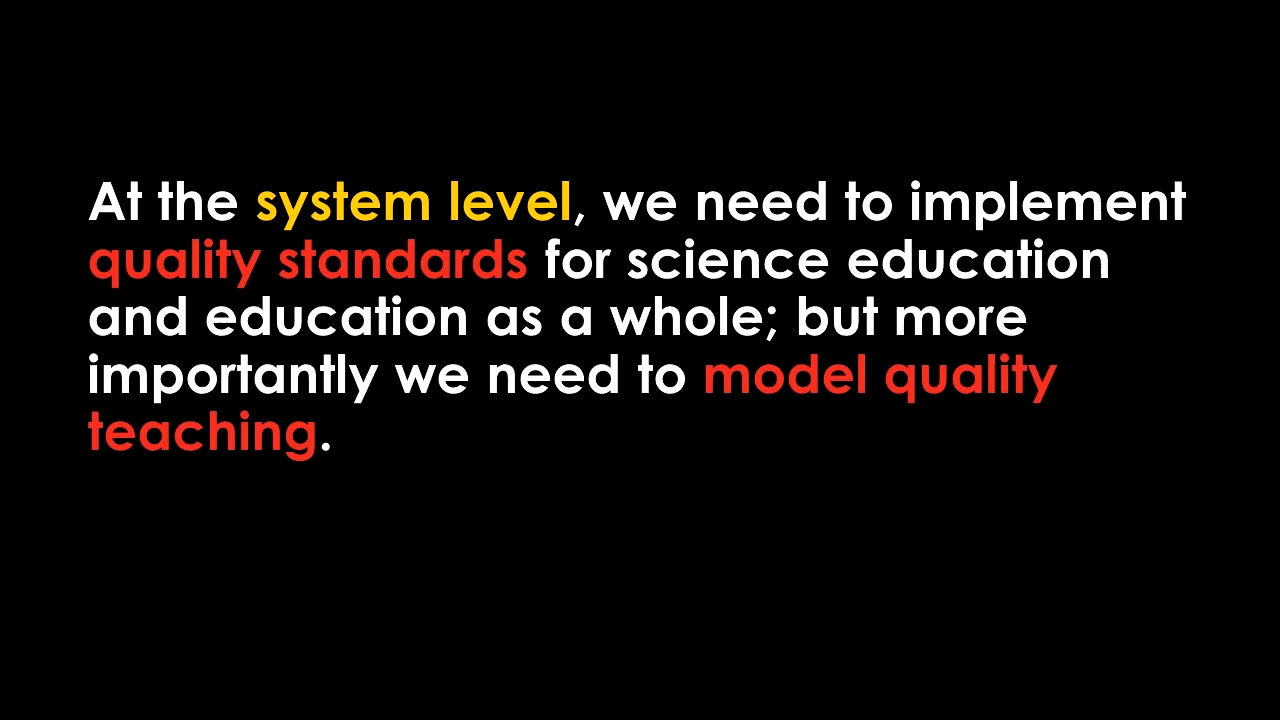 At the system level, we need to implement
quality standards for science education
and education as a whole; but more
importantly we need to model quality
teaching.